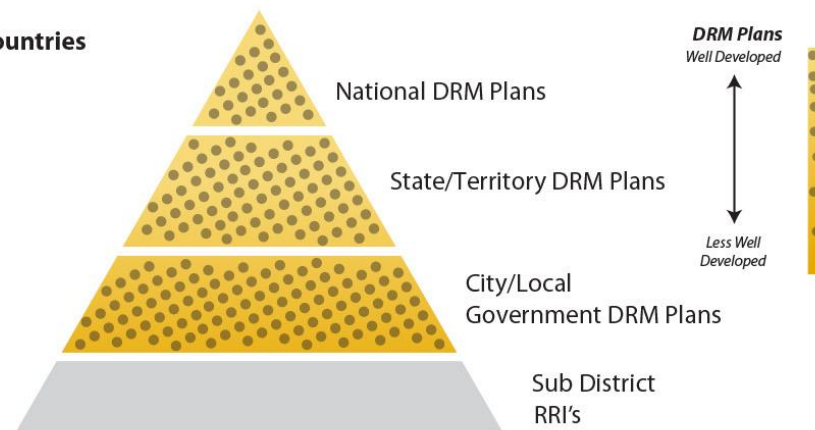 ountries
National DRM Plans
State/Territory DRM Plans
City/Local
Government DRM Plans
Sub District
RRI's
DRM Plans
Well Developed
Less Well
Developed